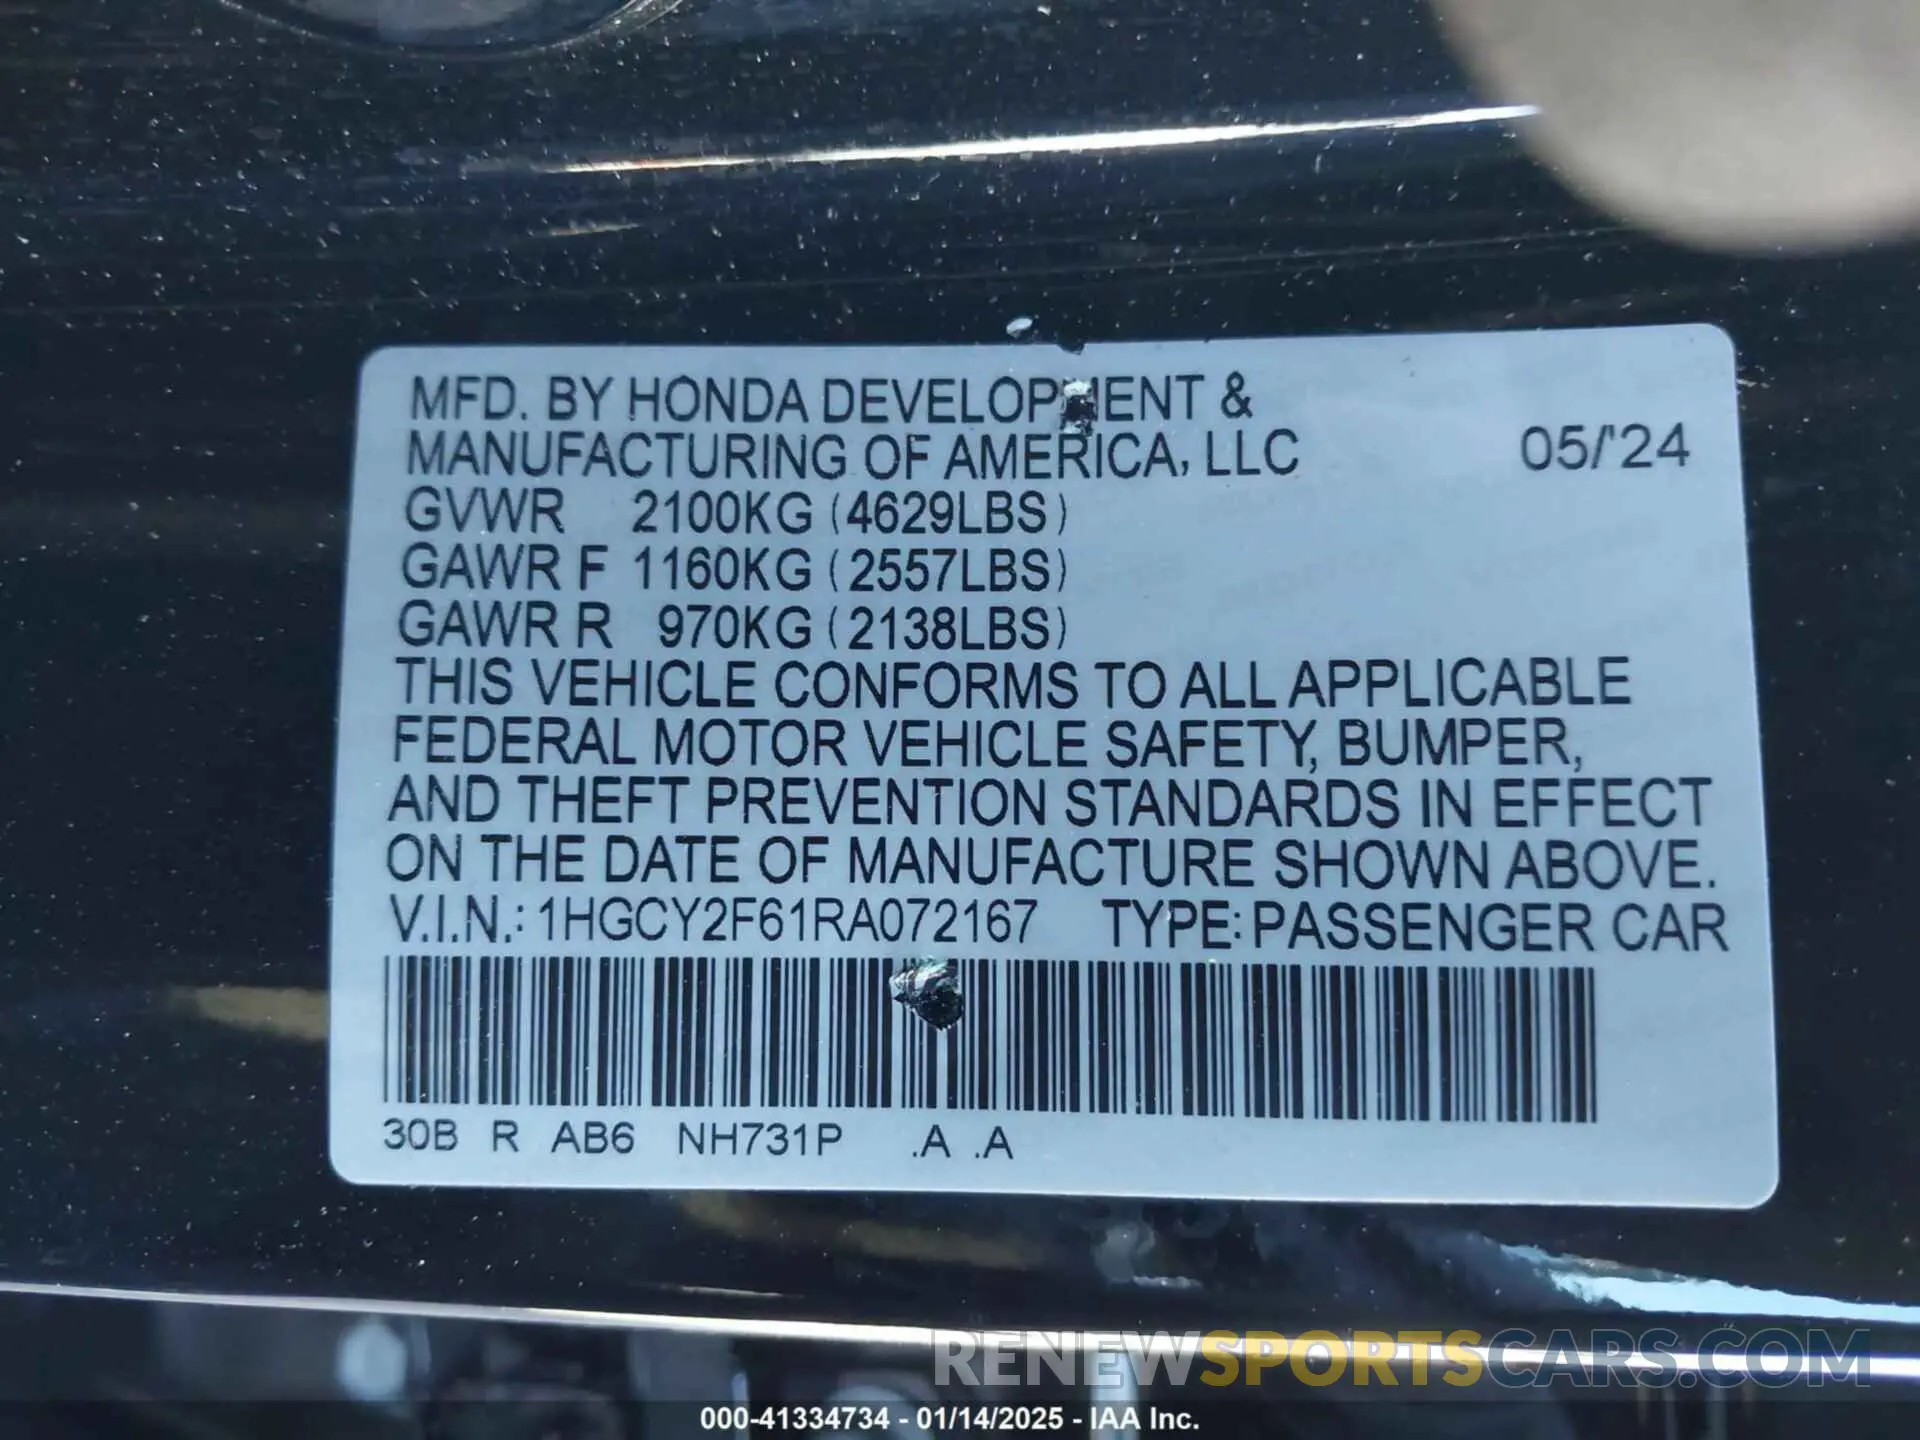 MFD. BY HONDA DEVELOPMENT &
MANUFACTURING OF AMERICA, LLC 05/'24
GVWR 2100KG (4629LBS)
GAWR F 1160KG (2557LBS)
GAWR R 970KG (2138LBS)
THIS VEHICLE CONFORMS TO ALL APPLICABLE
FEDERAL MOTOR VEHICLE SAFETY, BUMPER,
AND THEFT PREVENTION STANDARDS IN EFFECT
ON THE DATE OF MANUFACTURE SHOWN ABOVE.
V.I.N.: 1HGCY2F61RA072167 TYPE: PASSENGER CAR
30B R AB6 NH731P .A .A
RENEWSPORTSCARS.COM
000-41334734 - 01/14/2025 - IAA Inc.